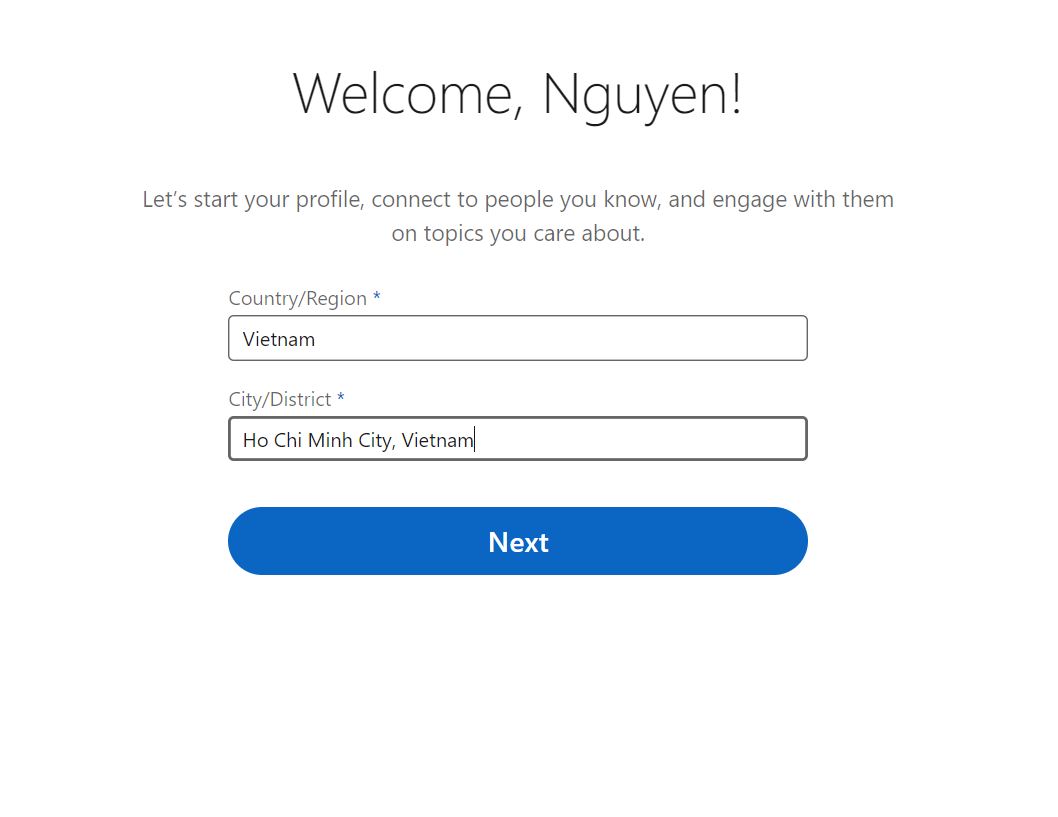 Welcome, Nguyen!
Let’s start your profile, connect to people you know, and engage with them
on topics you care about.
Country/Region *
Vietnam
City/District *
Ho Chi Minh City, Vietnam
Next